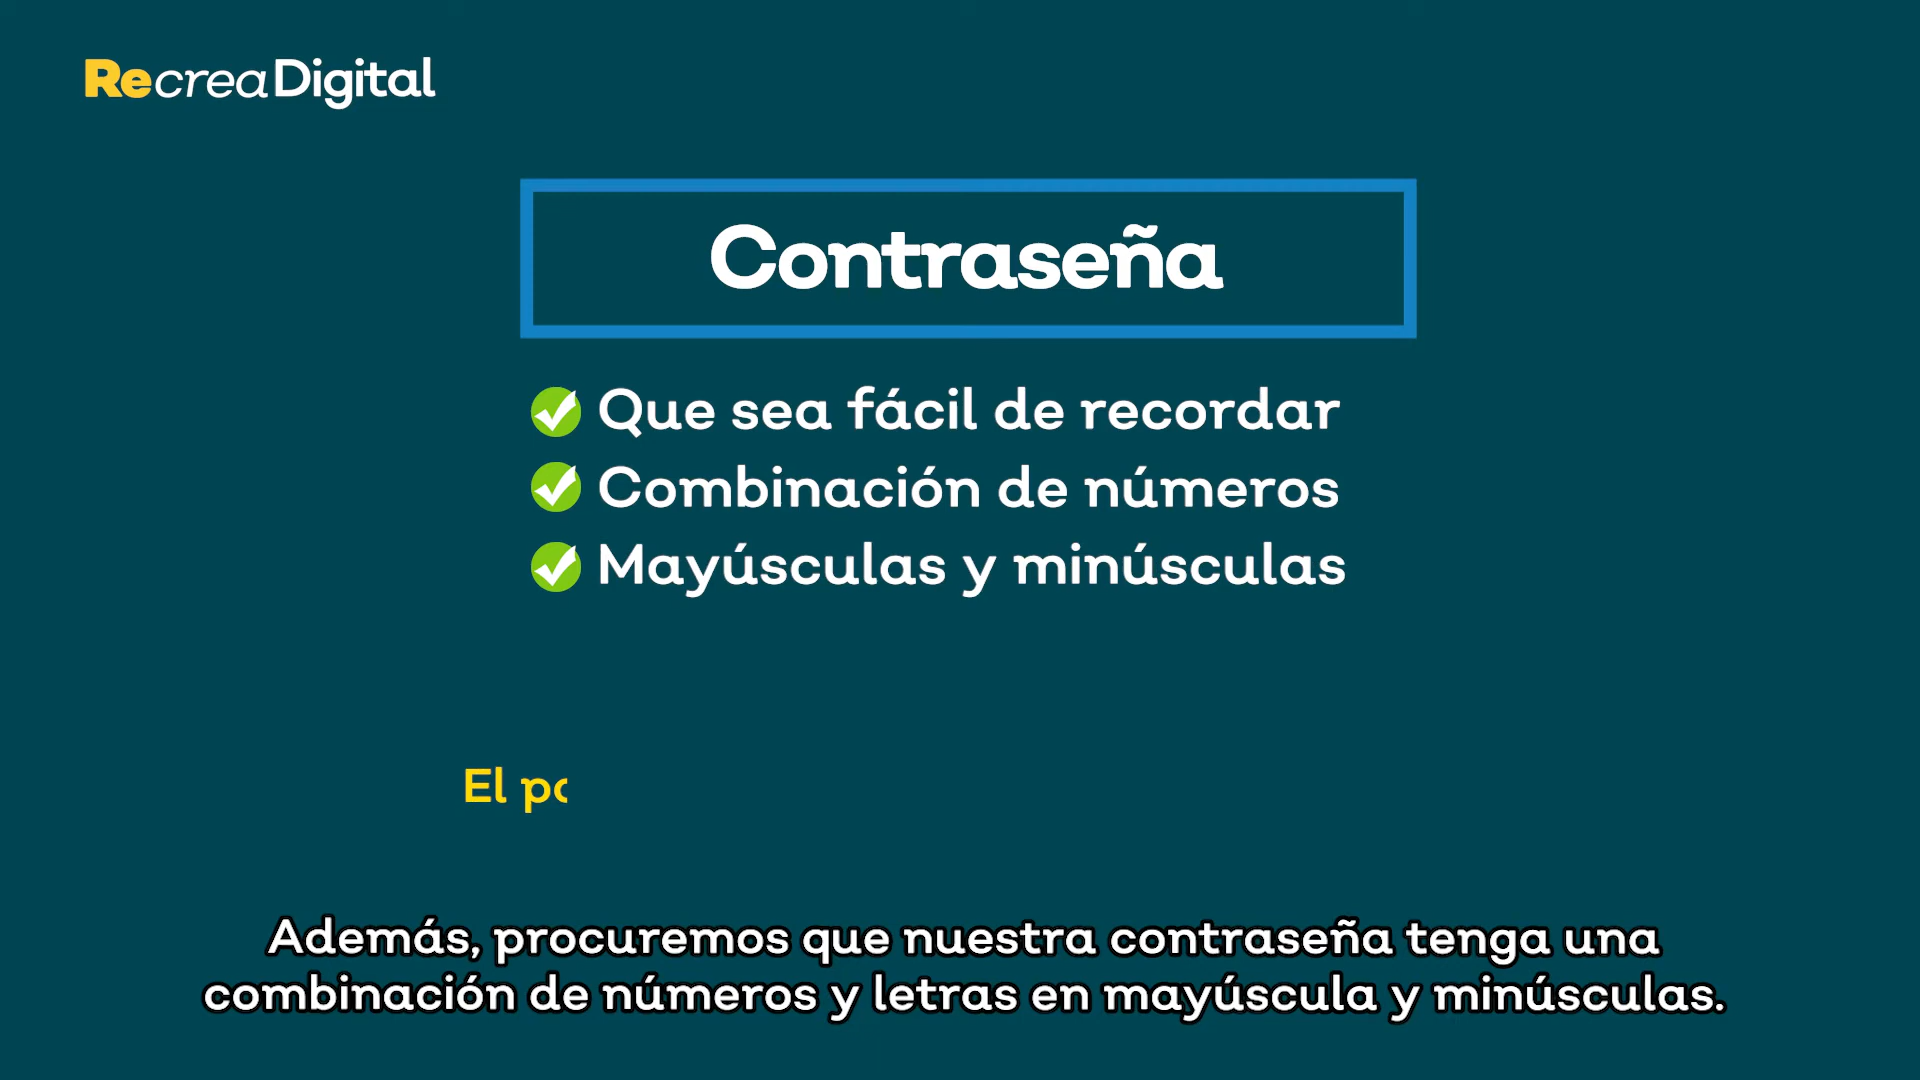 RecreaDigital
Contraseña
Que sea fácil de recordar
Combinación de números
Mayúsculas y minúsculas
El
Además, procuremos que nuestra contraseña tenga una
combinación de números y letras en mayúscula y minúsculas.